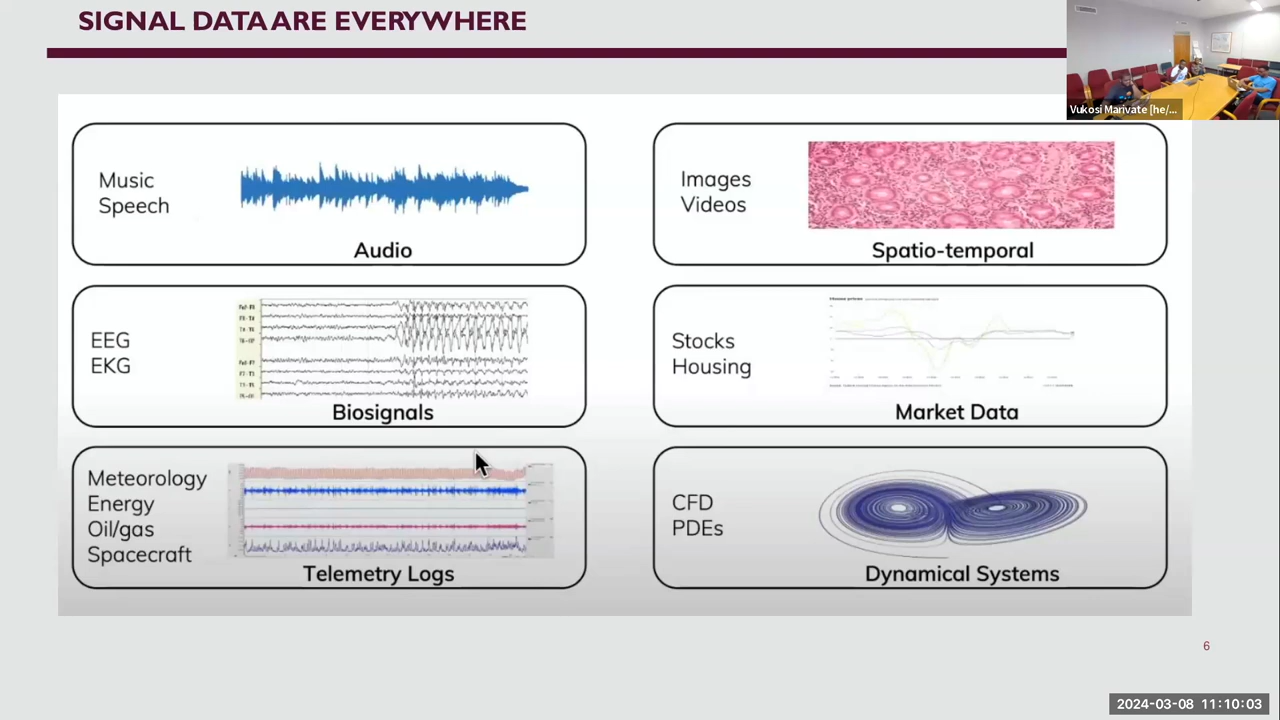 SIGNAL DATA ARE EVERYWHERE
Vukosi Marivate [he/...
Music
Speech
Audio
Images
Videos
Spatio-temporal
EEG
EKG
Biosignals
Stocks
Housing
House prices
Market Data
Meteorology
Energy
Oil/gas
Spacecraft
Telemetry Logs
CFD
PDEs
Dynamical Systems
6
2024-03-08 11:10:03